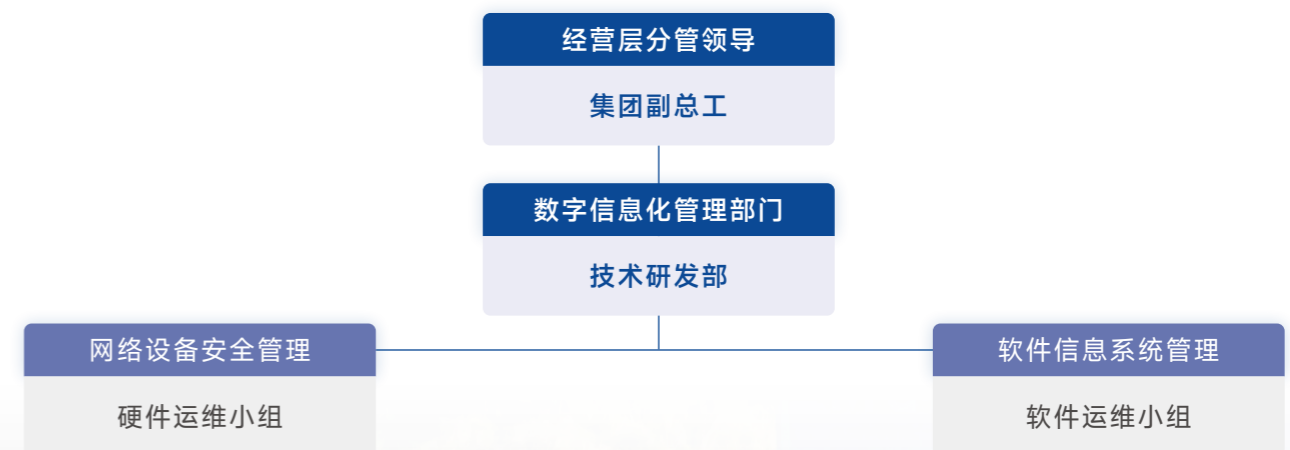 经营层分管领导
集团副总工
数字信息化管理部门
技术研发部
网络设备安全管理
软件信息系统管理
硬件运维小组
软件运维小组